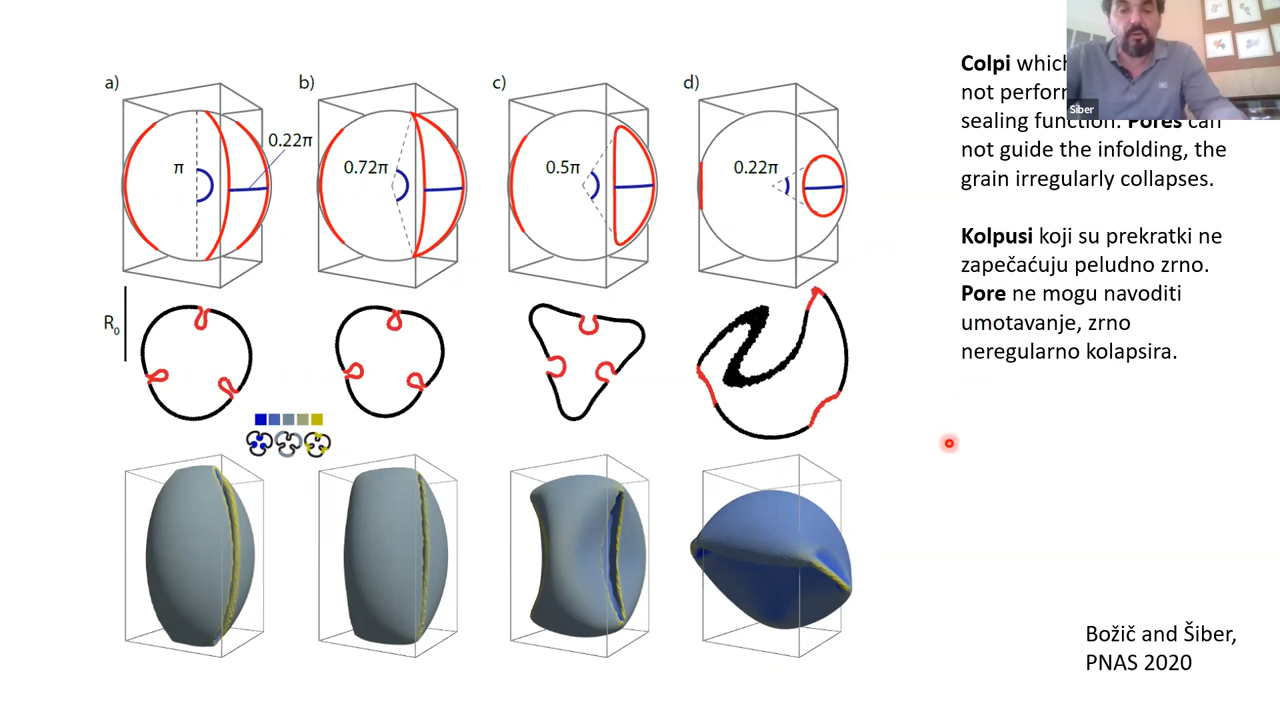 a)
b)
c)
d)
π
0.22π
0.72π
0.5π
0.22π
R₀
Colpi which
not perform
sealing function. Pores can
not guide the infolding, the
grain irregularly collapses.
Kolpusi koji su prekratki ne
zapečaćuju peludno zrno.
Pore ne mogu navoditi
umotavanje, zrno
neregularno kolapsira.
Siber
Božič and Šiber,
PNAS 2020